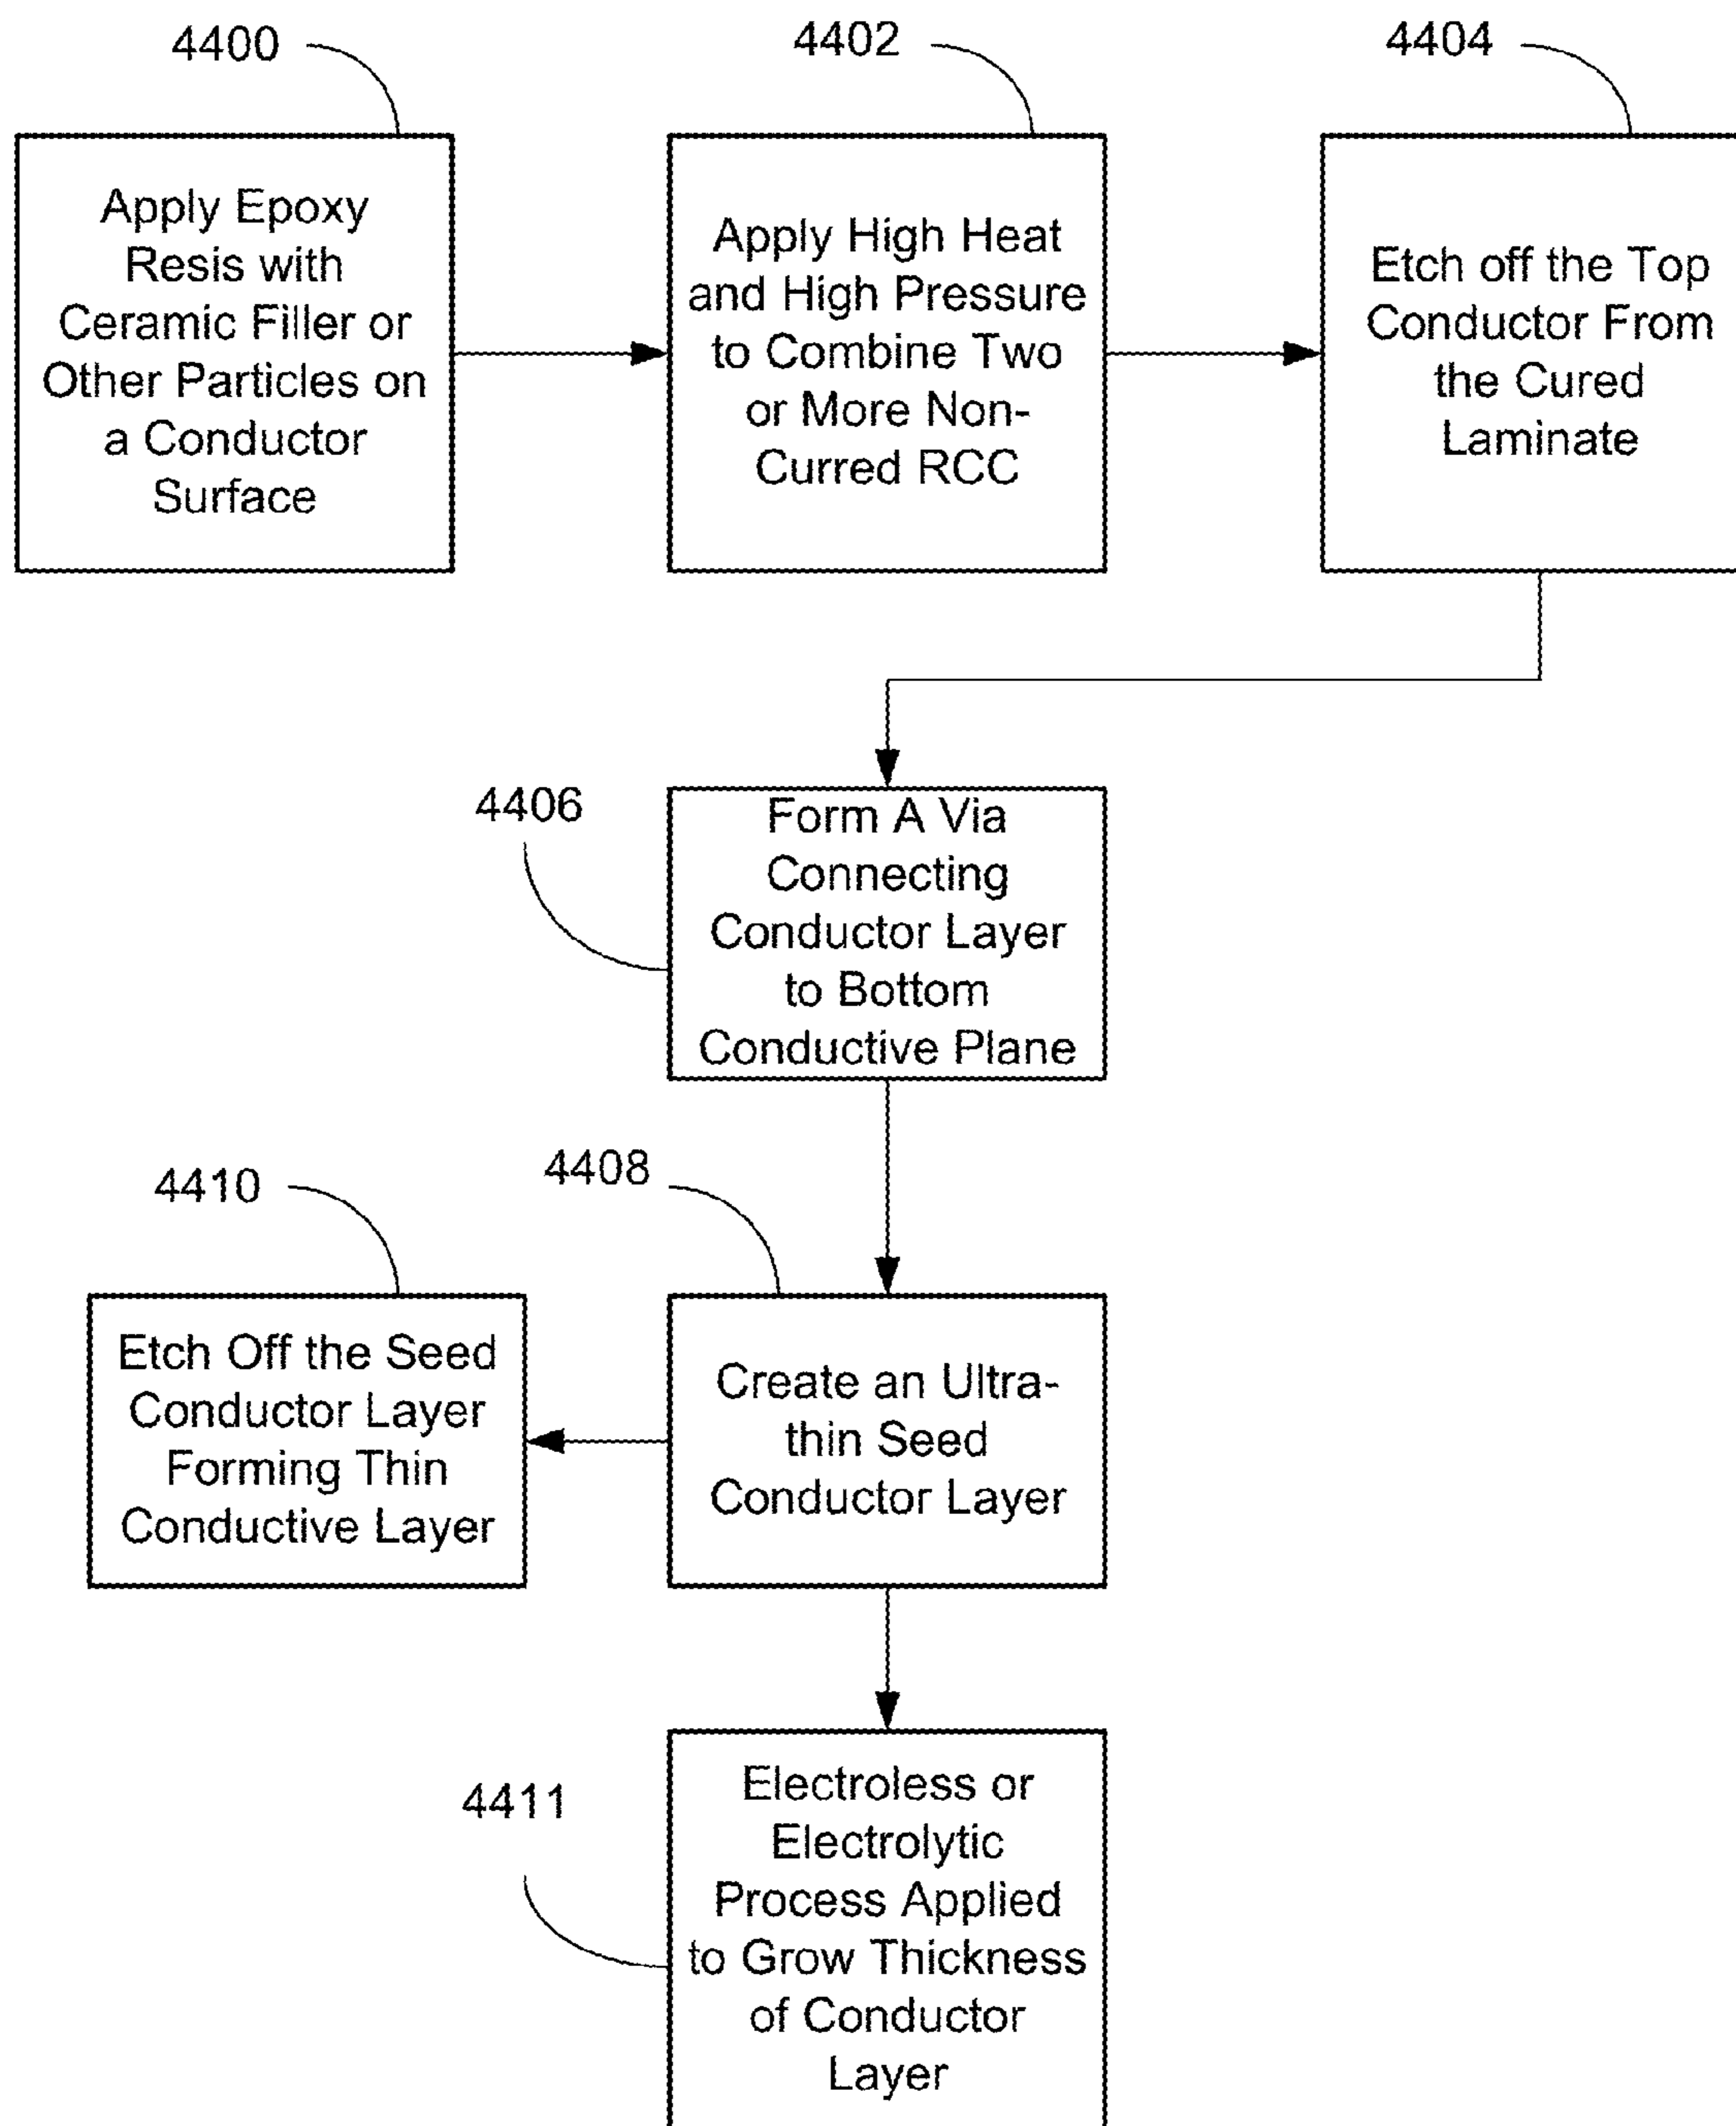 4400
Apply Epoxy
Resis with
Ceramic Filler or
Other Particles on
a Conductor
Surface
4402
Apply High Heat
and High Pressure
to Combine Two
or More Non-
Curred RCC
4404
Etch off the Top
Conductor From
the Cured
Laminate
4406
Form A Via
Connecting
Conductor Layer
to Bottom
Conductive Plane
4408
Create an Ultra-
thin Seed
Conductor Layer
4410
Etch Off the Seed
Conductor Layer
Forming Thin
Conductive Layer
4411
Electroless or
Electrolytic
Process Applied
to Grow Thickness
of Conductor
Layer